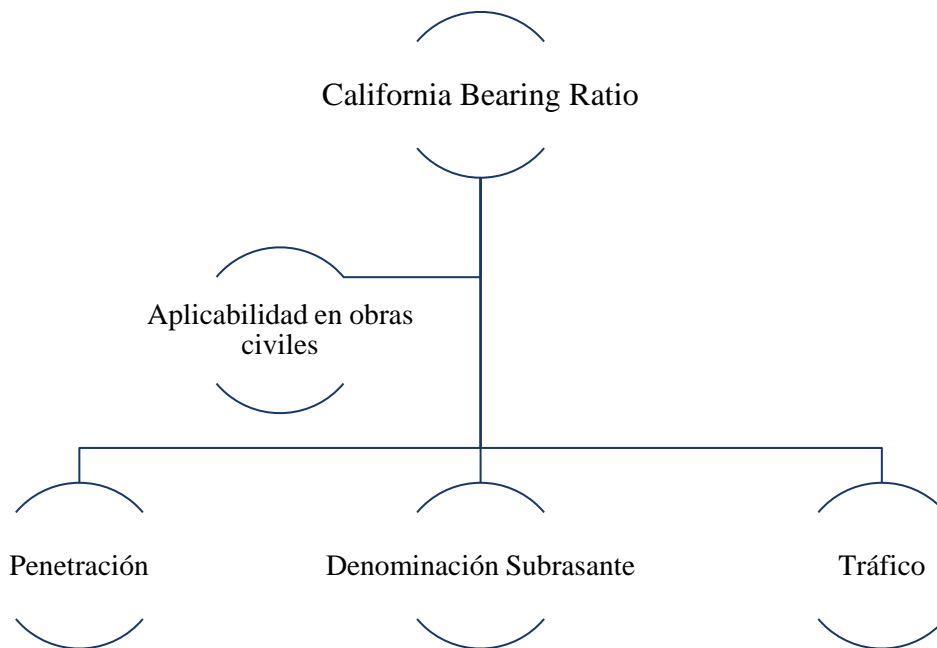 California Bearing Ratio
Aplicabilidad en obras
civiles
Penetración
Denominación Subrasante
Tráfico